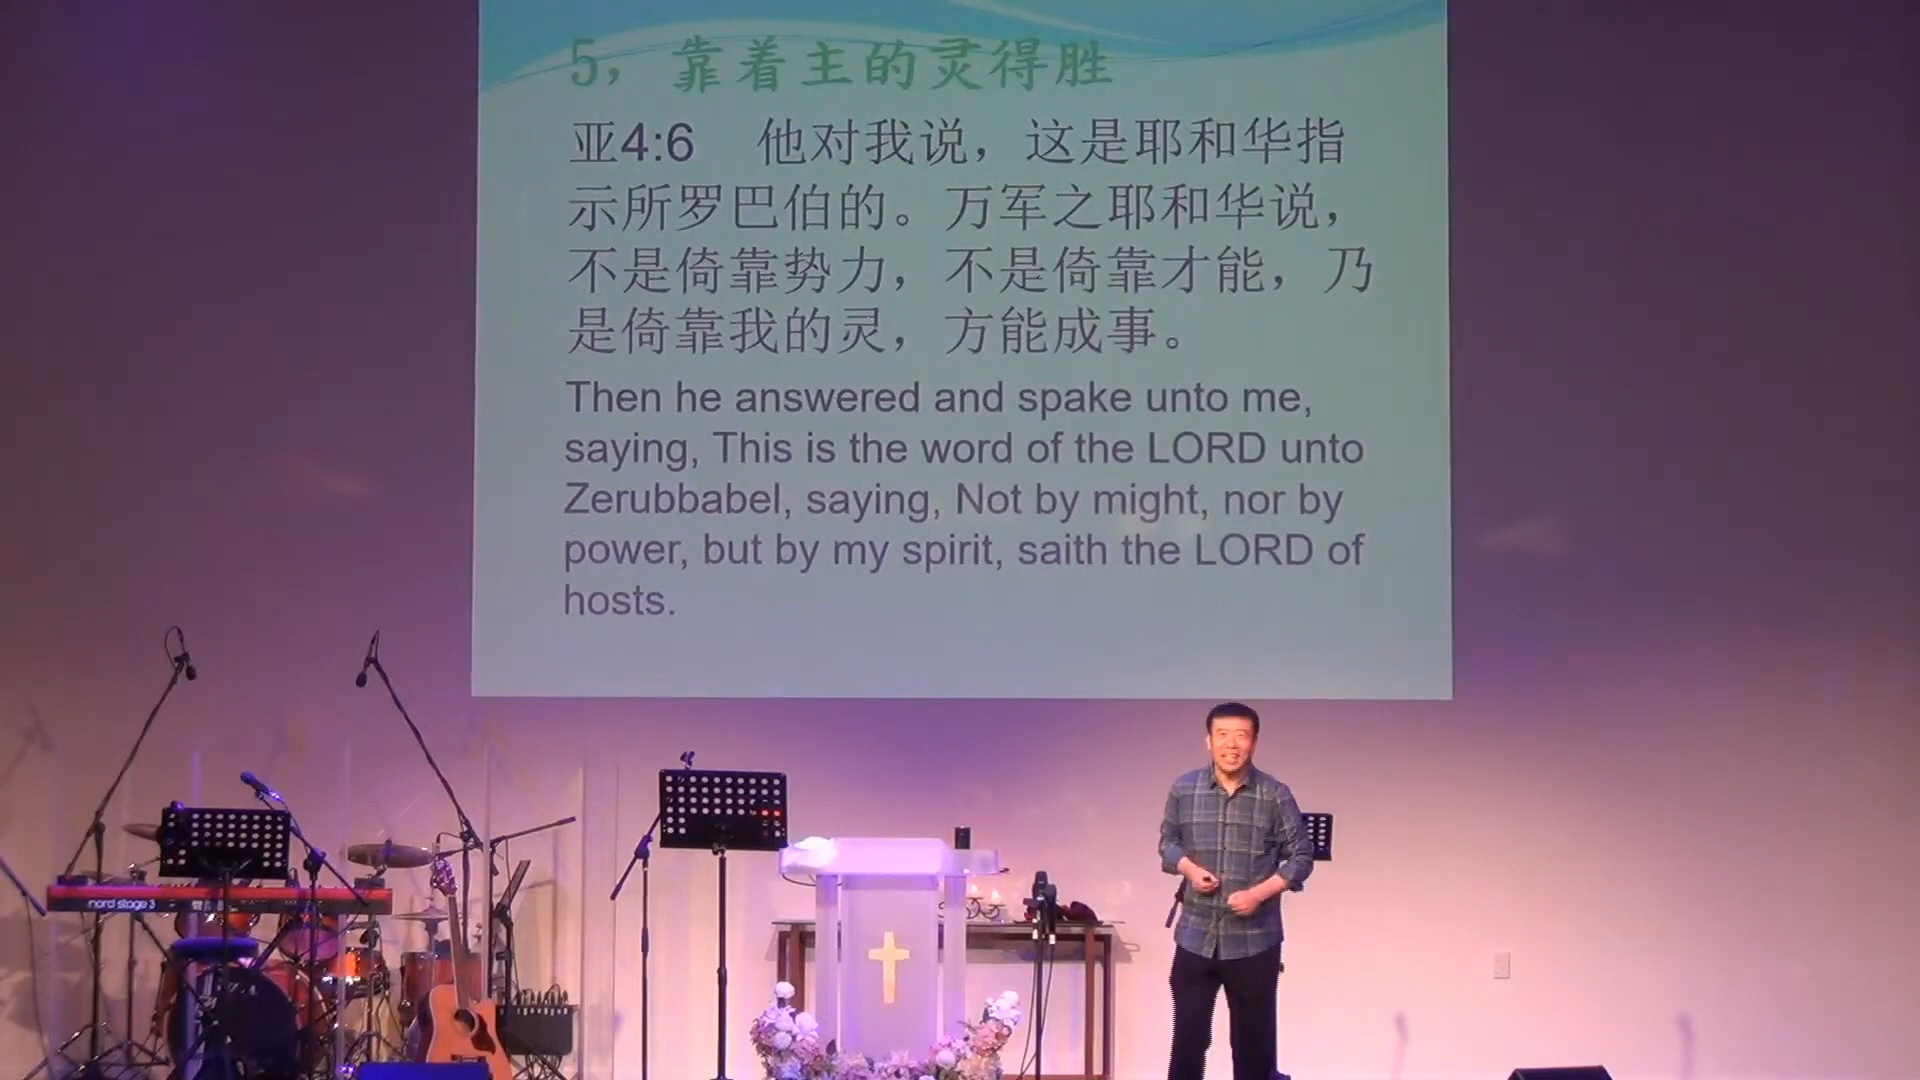 5，靠着主的灵得胜
亚4:6 他对我说，这是耶和华指
示所罗巴伯的。万军之耶和华说，
不是倚靠势力，不是倚靠才能，乃
是倚靠我的灵，方能成事。
Then he answered and spake unto me,
saying, This is the word of the LORD unto
Zerubbabel, saying, Not by might, nor by
power, but by my spirit, saith the LORD of
hosts.
nord stage 3